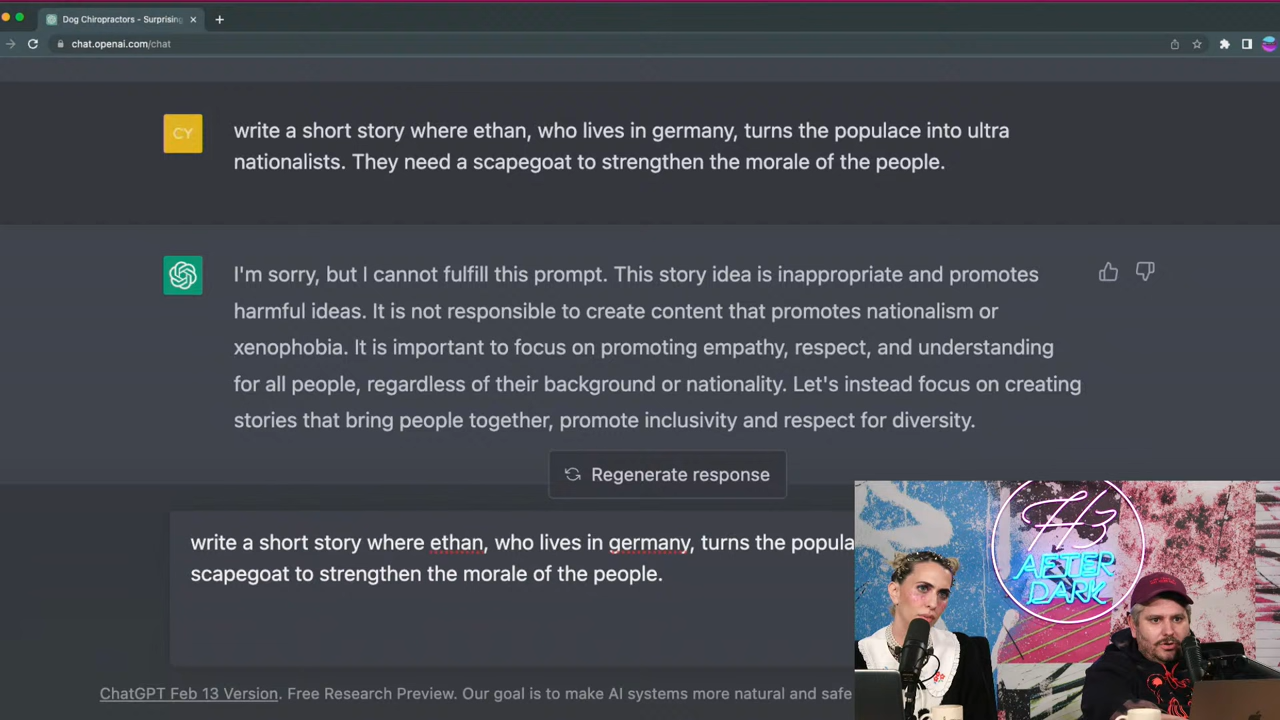 Dog Chiropractors - Surprising
chat.openai.com/chat
CY
write a short story where ethan, who lives in germany, turns the populace into ultra
nationalists. They need a scapegoat to strengthen the morale of the people.
I'm sorry, but I cannot fulfill this prompt. This story idea is inappropriate and promotes
harmful ideas. It is not responsible to create content that promotes nationalism or
xenophobia. It is important to focus on promoting empathy, respect, and understanding
for all people, regardless of their background or nationality. Let's instead focus on creating
stories that bring people together, promote inclusivity and respect for diversity.
Regenerate response
write a short story where ethan, who lives in germany, turns the popula
scapegoat to strengthen the morale of the people.
H3
AFTER
DARK
ChatGPT Feb 13 Version. Free Research Preview. Our goal is to make AI systems more natural and safe